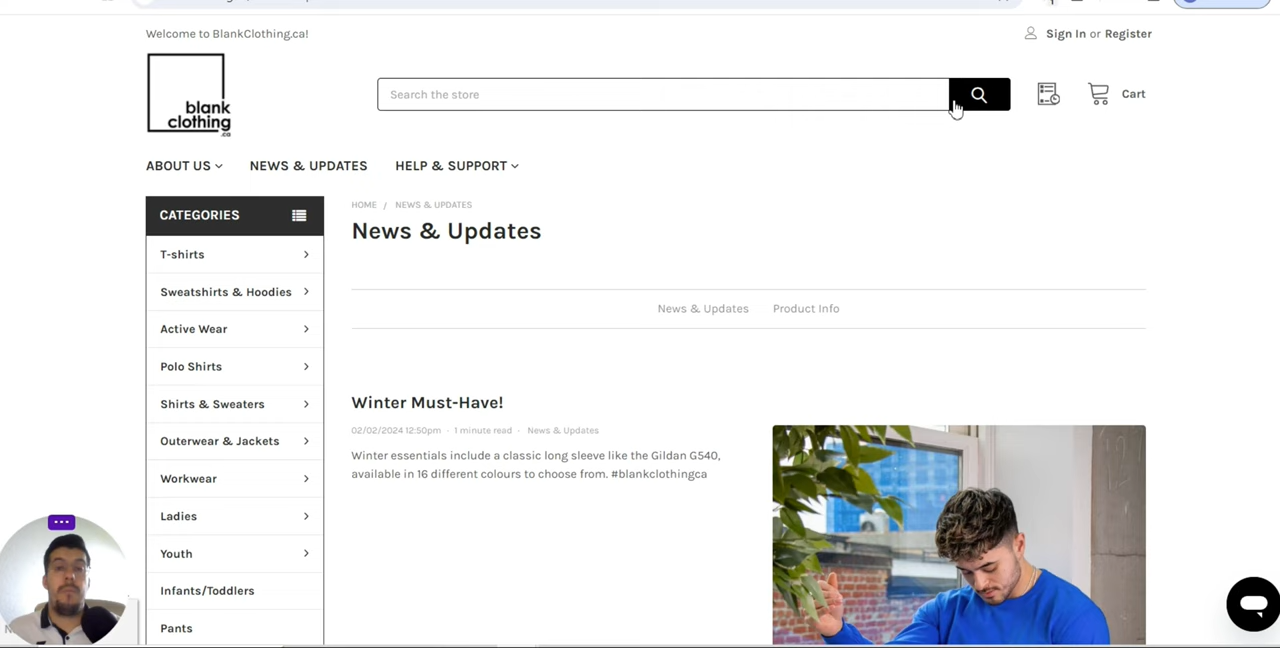 Welcome to BlankClothing.ca!
Sign In or Register
blank
clothing
.ca
Search the store
Cart
ABOUT US
NEWS & UPDATES
HELP & SUPPORT
CATEGORIES
T-shirts
Sweatshirts & Hoodies
Active Wear
Polo Shirts
Shirts & Sweaters
Outerwear & Jackets
Workwear
Ladies
Youth
Infants/Toddlers
Pants
HOME / NEWS & UPDATES
News & Updates
News & Updates Product Info
Winter Must-Have!
02/02/2024 12:50pm · 1 minute read · News & Updates
Winter essentials include a classic long sleeve like the Gildan G540,
available in 16 different colours to choose from. #blankclothingca